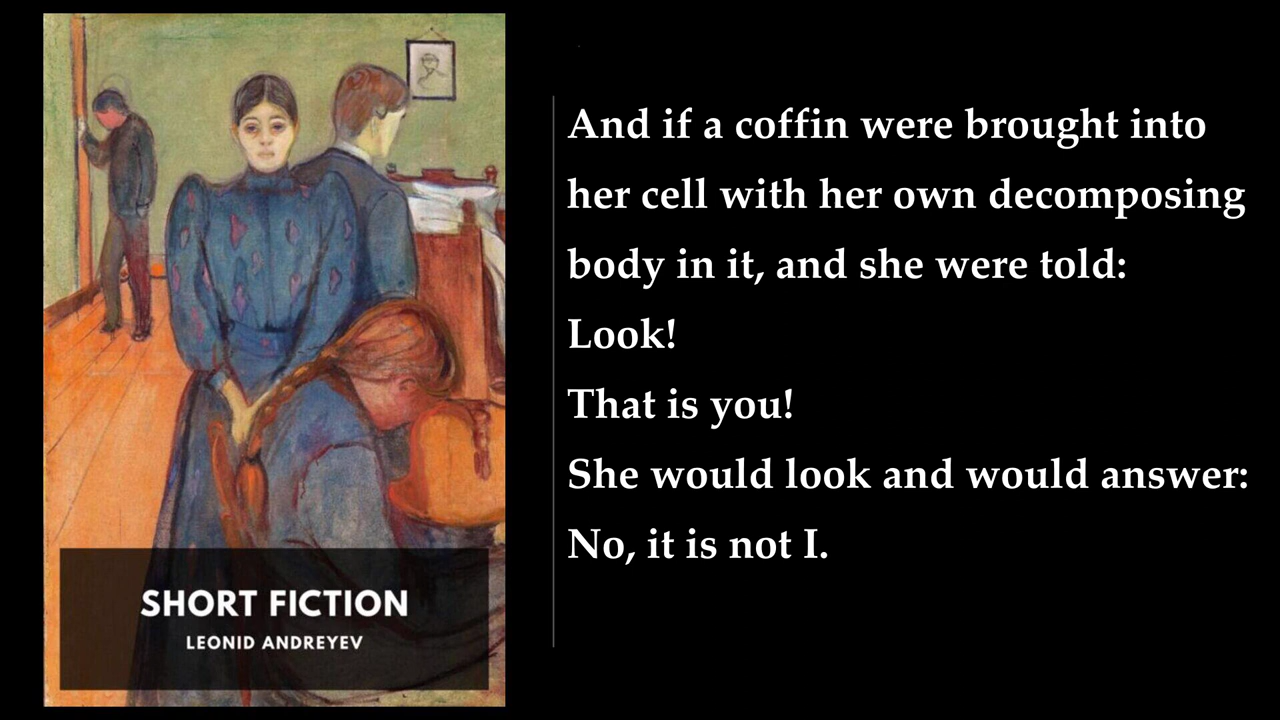 And if a coffin were brought into
her cell with her own decomposing
body in it, and she were told:
Look!
That is you!
She would look and would answer:
No, it is not I.
SHORT FICTION
LEONID ANDREYEV